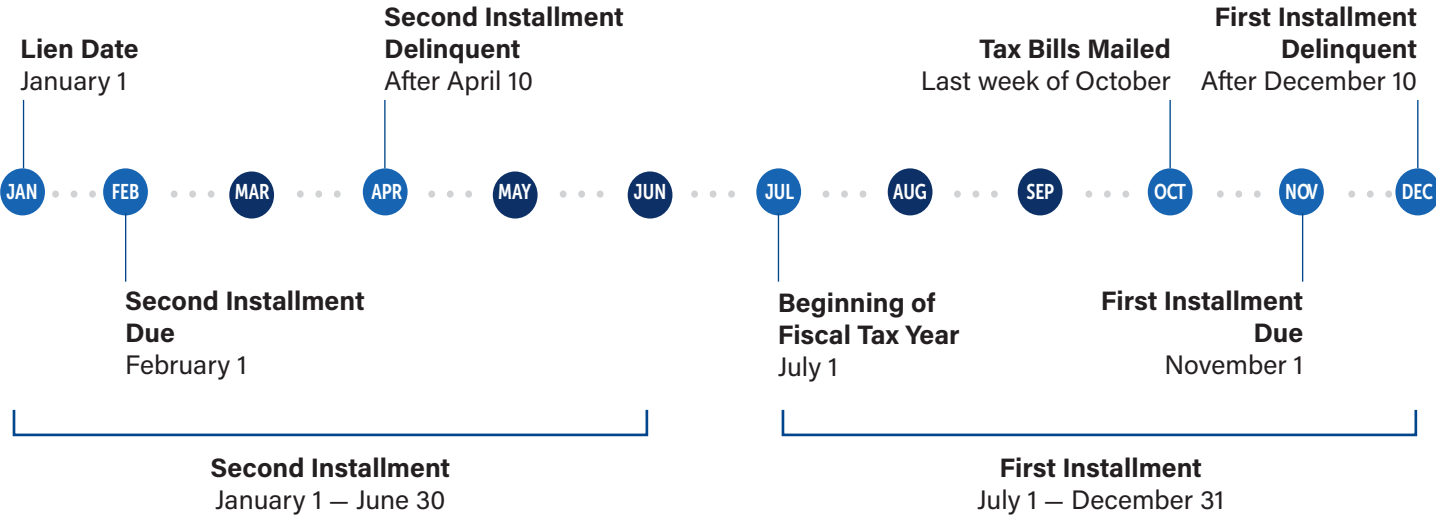 Lien Date
January 1
Second Installment
Delinquent
After April 10
Tax Bills Mailed
Last week of October
First Installment
Delinquent
After December 10
JAN
FEB
MAR
APR
MAY
JUN
JUL
AUG
SEP
OCT
NOV
DEC
Second Installment
Due
February 1
Beginning of
Fiscal Tax Year
July 1
First Installment
Due
November 1
Second Installment
January 1 — June 30
First Installment
July 1 — December 31